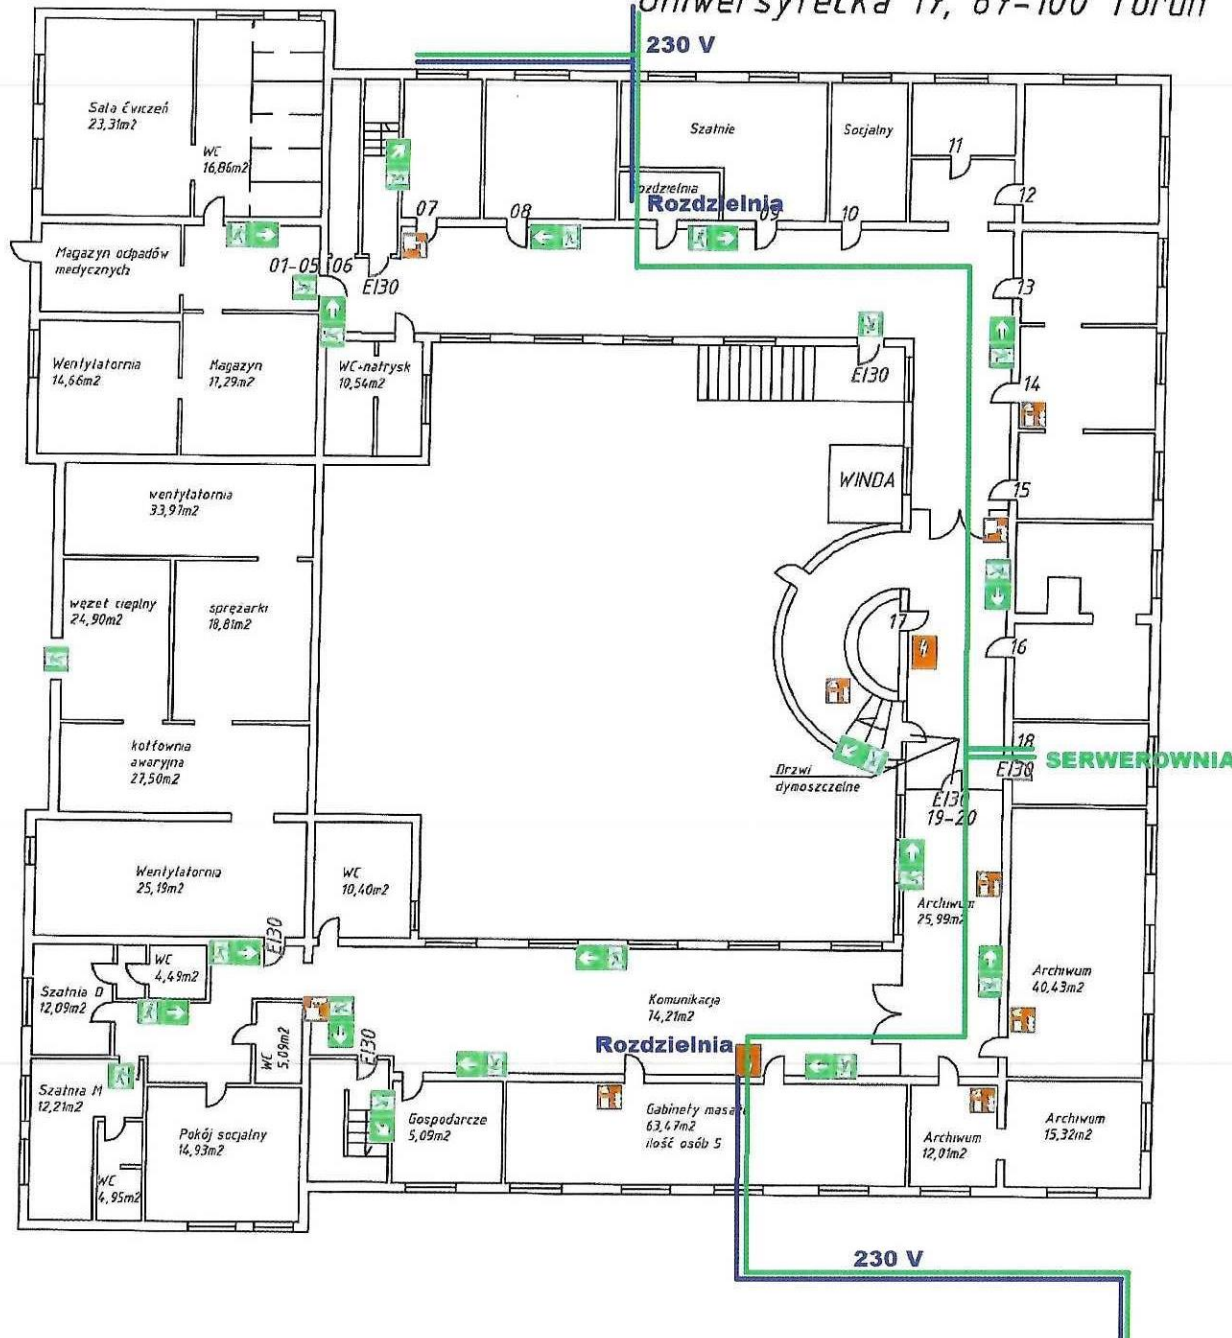 Uniwersytecka 17, 87-100 Toruń
230 V
Sala ćwiczeń
23,31m2
WC
16,86m2
Szatnie
Socjalny
11
12
rozdzielnia
Rozdzielnia
07
08
09
10
Magazyn odpadów
medycznych
01-05
06
EI30
13
Wentylatornia
14,66m2
Magazyn
17,29m2
WC+natrysk
10,54m2
EI30
14
WINDA
15
wentylatornia
33,97m2
węzeł cieplny
24,90m2
sprężarki
18,81m2
17
16
kotłownia
awaryjna
27,50m2
Drzwi
dymoszczelne
18
EI30
SERWEROWNIA
EI30
19-20
Wentylatornia
25,19m2
WC
10,40m2
Archiwum
25,99m2
EI30
WC
4,49m2
Szatnia D
12,09m2
Komunikacja
74,21m2
Archiwum
40,43m2
WC
5,09m2
EI30
Rozdzielnia
Szatnia M
12,21m2
Pokój socjalny
14,93m2
WC
4,95m2
Gospodarcze
5,09m2
Gabinety masażu
63,47m2
ilość osób 5
Archiwum
12,01m2
Archiwum
15,32m2
230 V